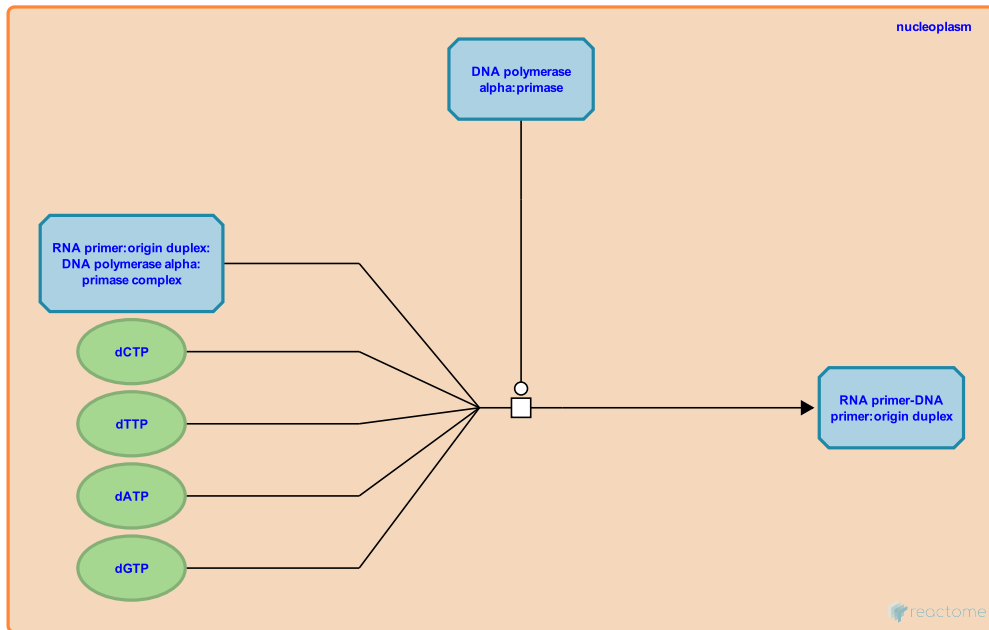 nucleoplasm
DNA polymerase
alpha:primase
RNA primer:origin duplex:
DNA polymerase alpha:
primase complex
dCTP
dTTP
dATP
dGTP
RNA primer-DNA
primer:origin duplex
reactome